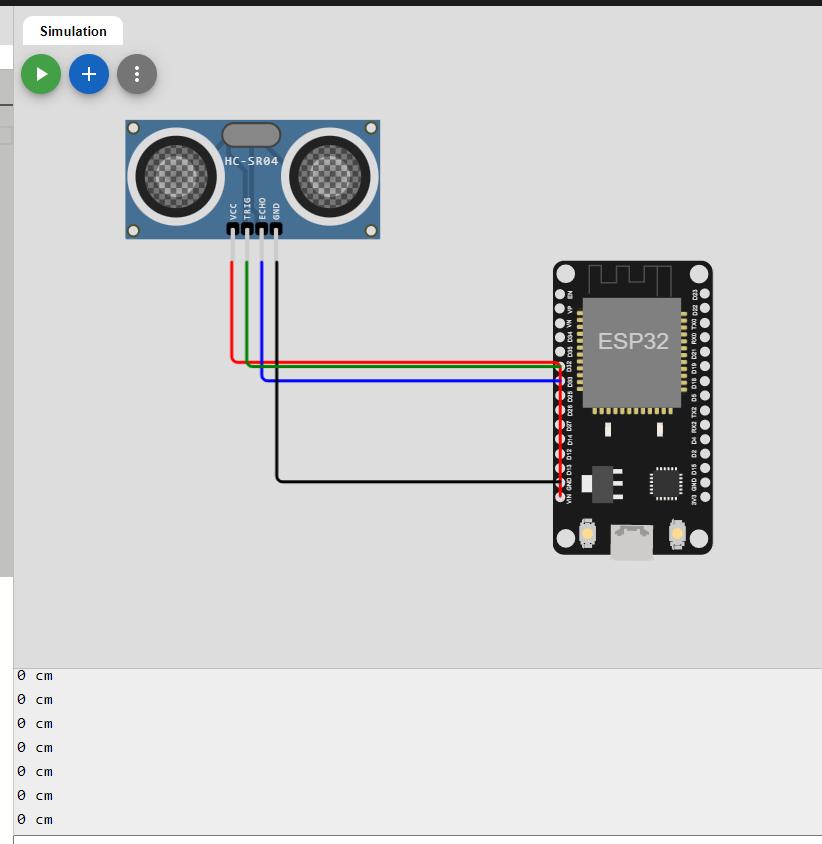 Simulation
HC-SR04
VCC
TRIG
ECHO
GND
ESP32
EN
VP
VN
D34
D35
D32
D33
D25
D26
D27
D14
D12
D13
GND
VIN
D23
D22
TX0
RX0
D21
D19
D18
D5
TX2
RX2
D4
D2
D15
GND
3V3
0 cm
0 cm
0 cm
0 cm
0 cm
0 cm
0 cm